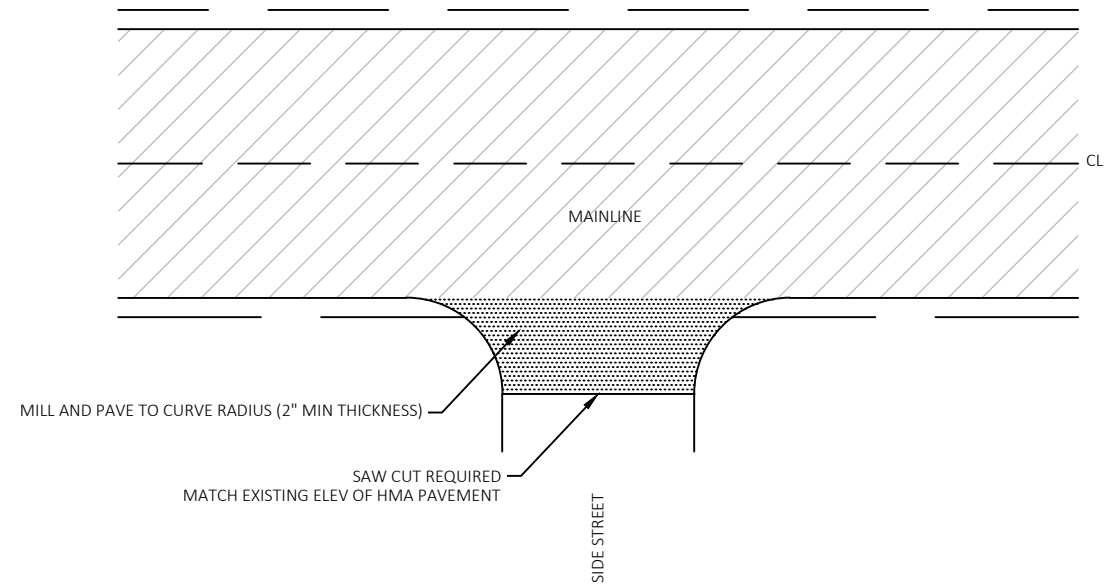 CL
MAINLINE
MILL AND PAVE TO CURVE RADIUS (2" MIN THICKNESS)
SAW CUT REQUIRED
MATCH EXISTING ELEV OF HMA PAVEMENT
SIDE STREET